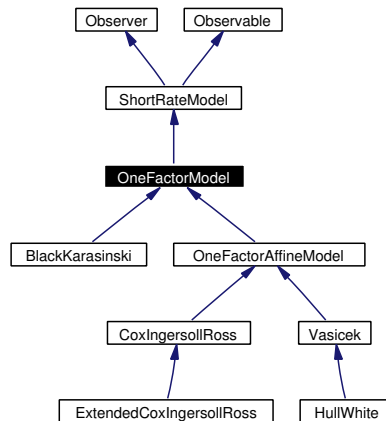 Observer
Observable
ShortRateModel
OneFactorModel
BlackKarasinski
OneFactorAffineModel
CoxIngersollRoss
Vasicek
ExtendedCoxIngersollRoss
HullWhite